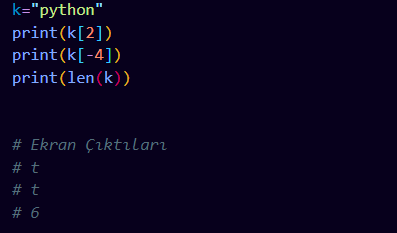 k="python"
print(k[2])
print(k[-4])
print(len(k))
# Ekran Çıktıları
# t
# t
# 6